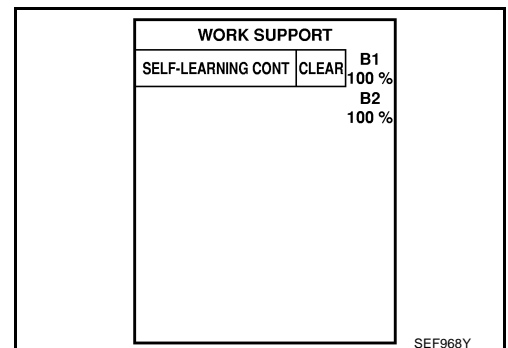 WORK SUPPORT
SELF-LEARNING CONT CLEAR B1
100 %
B2
100 %
SEF968Y